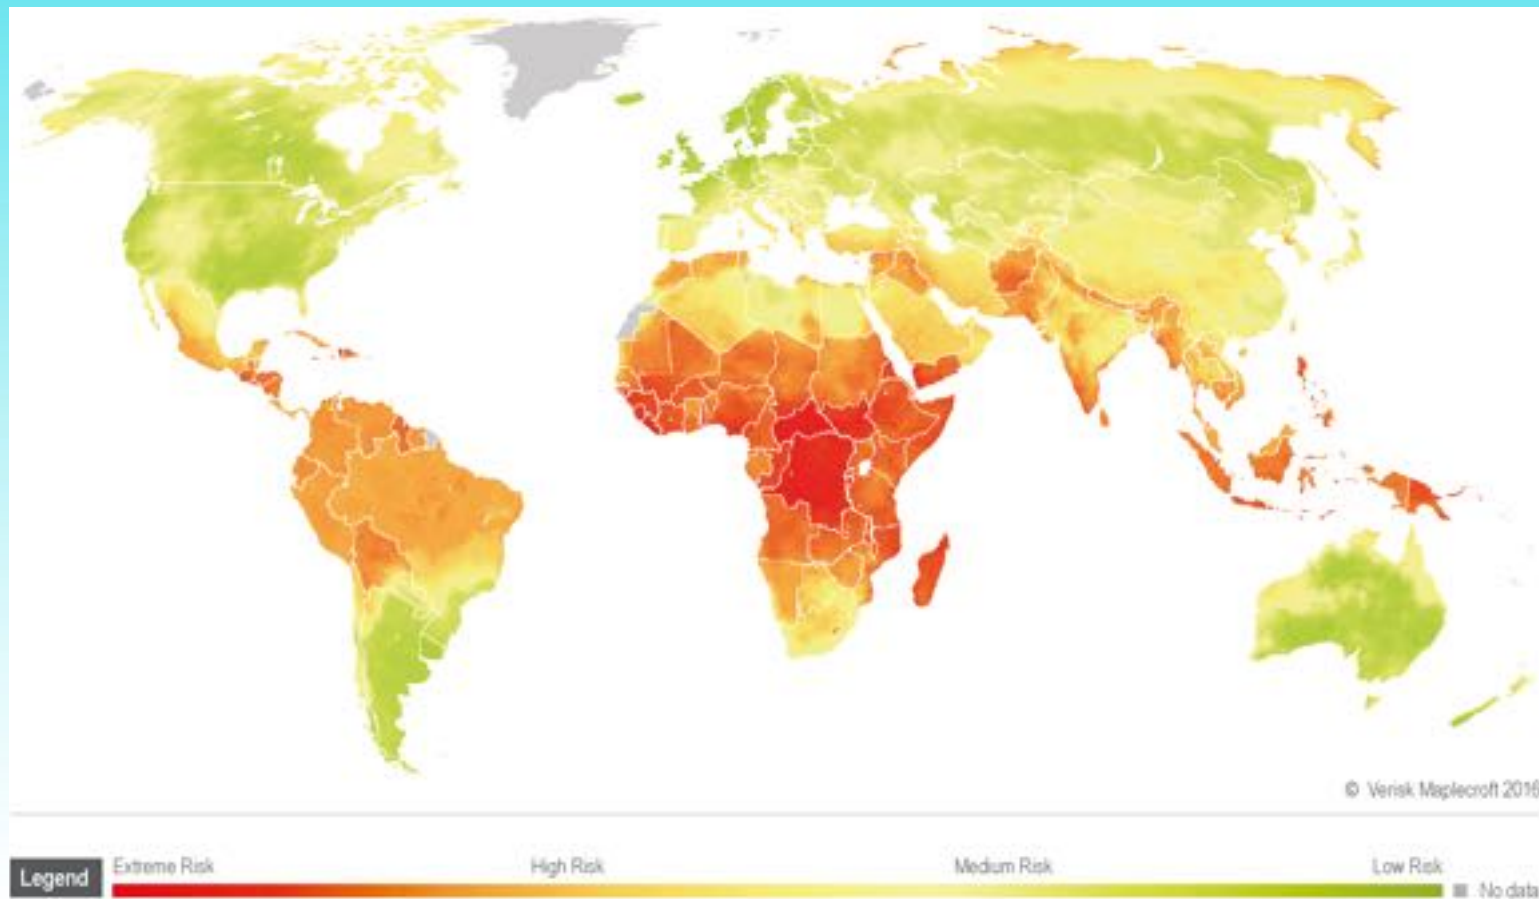 © Verisk Maplecroft 2016
Legend
Extreme Risk
High Risk
Medium Risk
Low Risk
No data